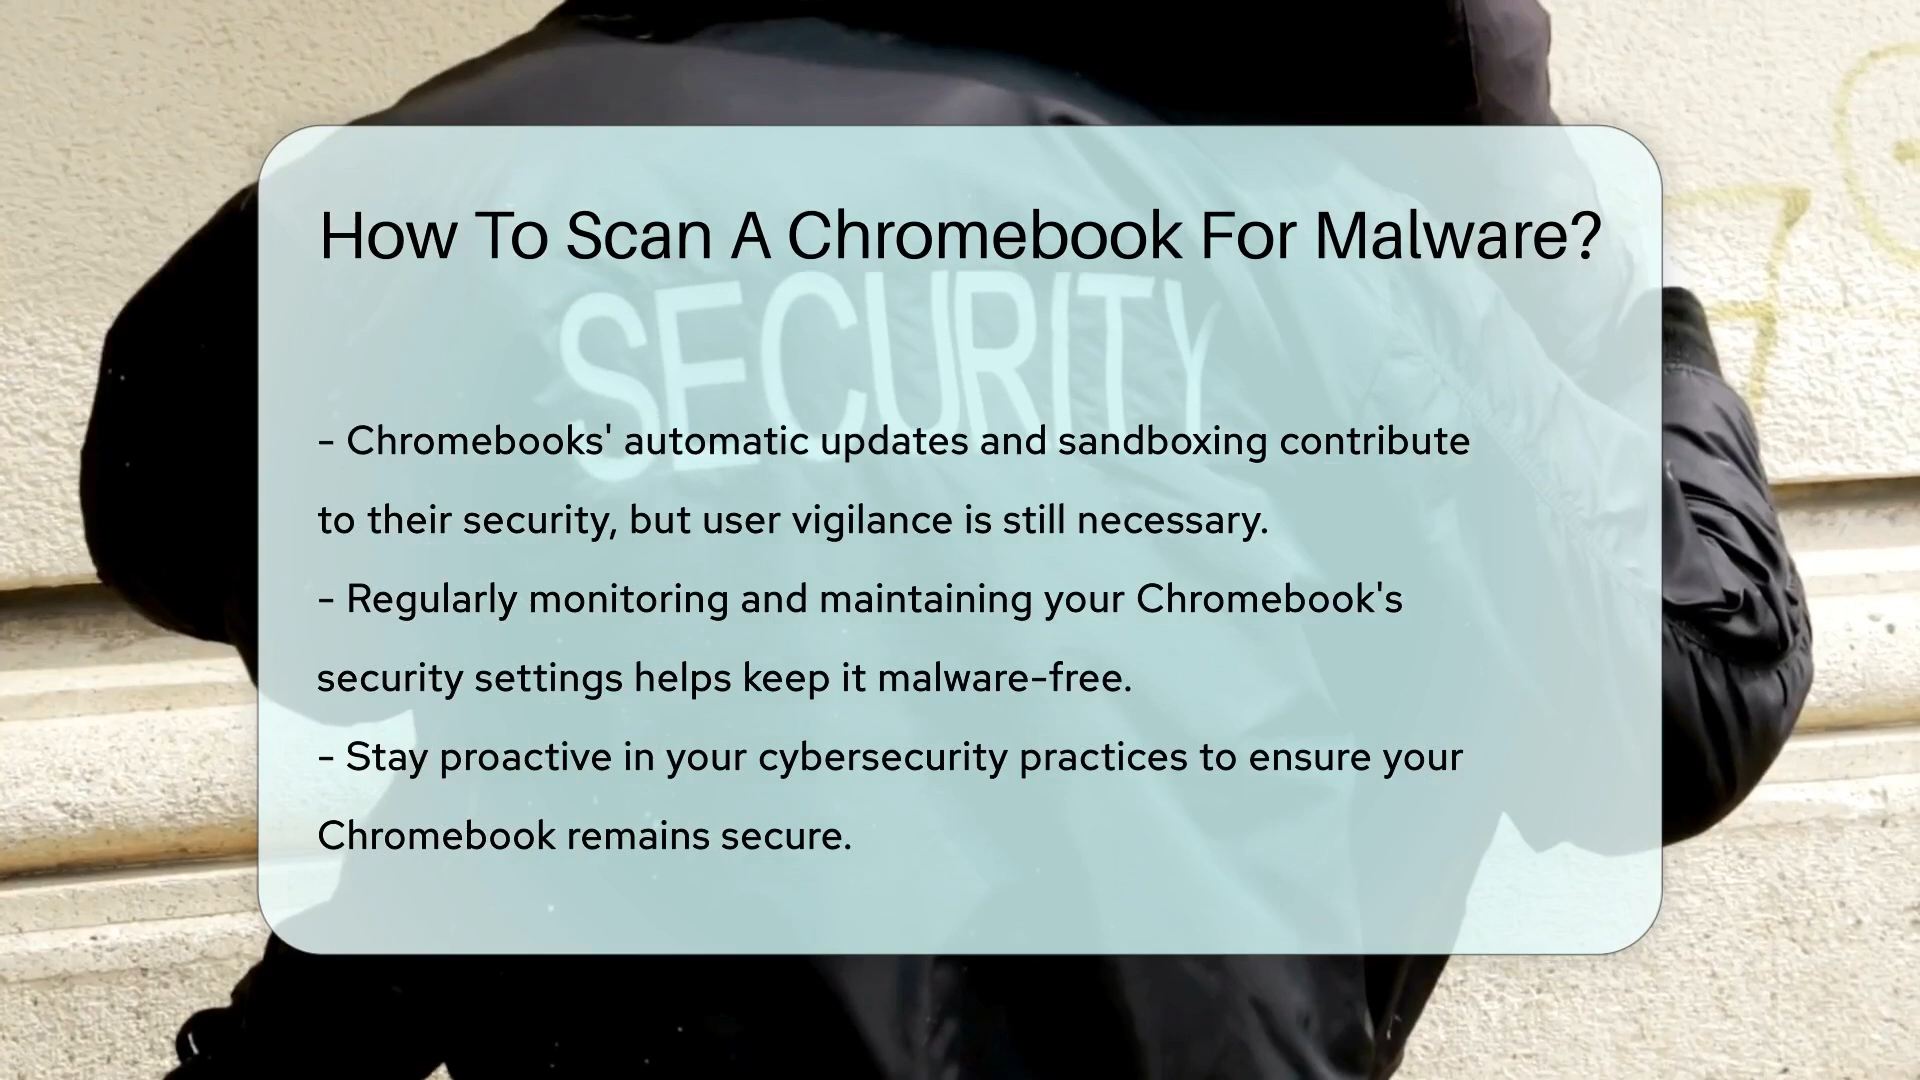 How To Scan A Chromebook For Malware?
SECURITY
- Chromebooks' automatic updates and sandboxing contribute
to their security, but user vigilance is still necessary.
- Regularly monitoring and maintaining your Chromebook's
security settings helps keep it malware-free.
- Stay proactive in your cybersecurity practices to ensure your
Chromebook remains secure.